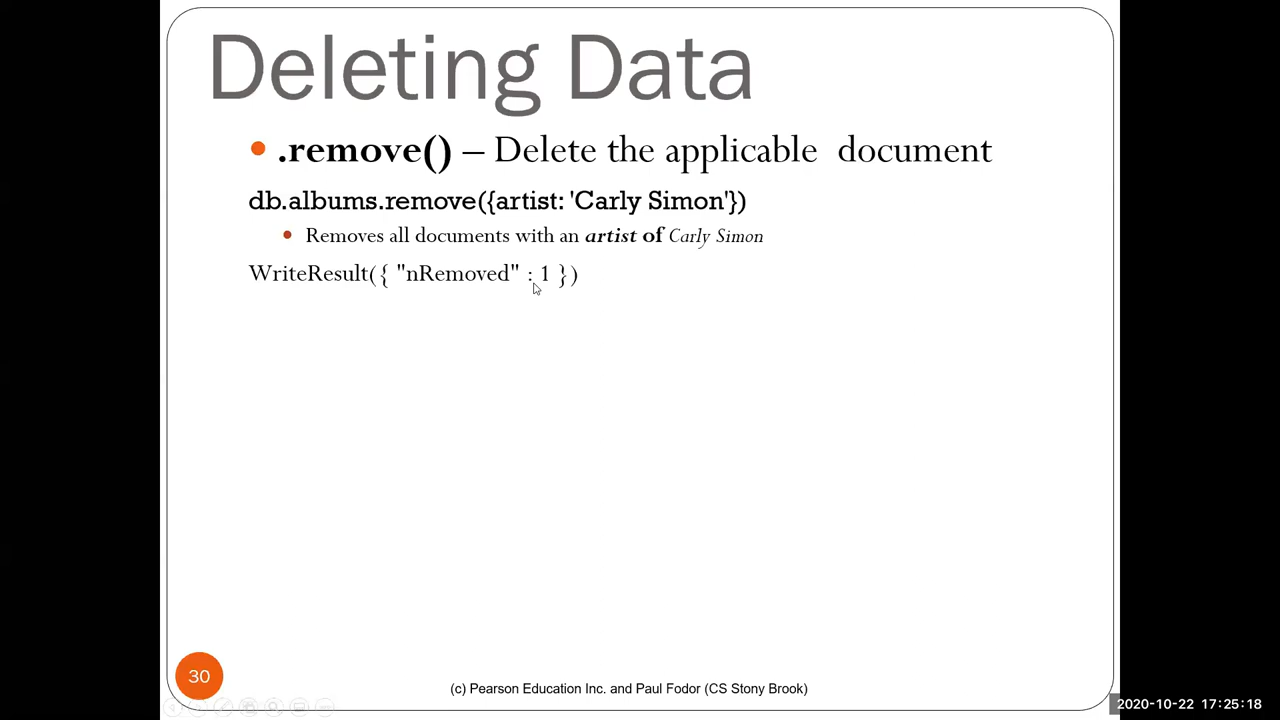 Deleting Data
.remove() – Delete the applicable document
db.albums.remove({artist: 'Carly Simon'})
Removes all documents with an artist of Carly Simon
WriteResult({ "nRemoved" : 1 })
30
(c) Pearson Education Inc. and Paul Fodor (CS Stony Brook)
2020-10-22 17:25:18